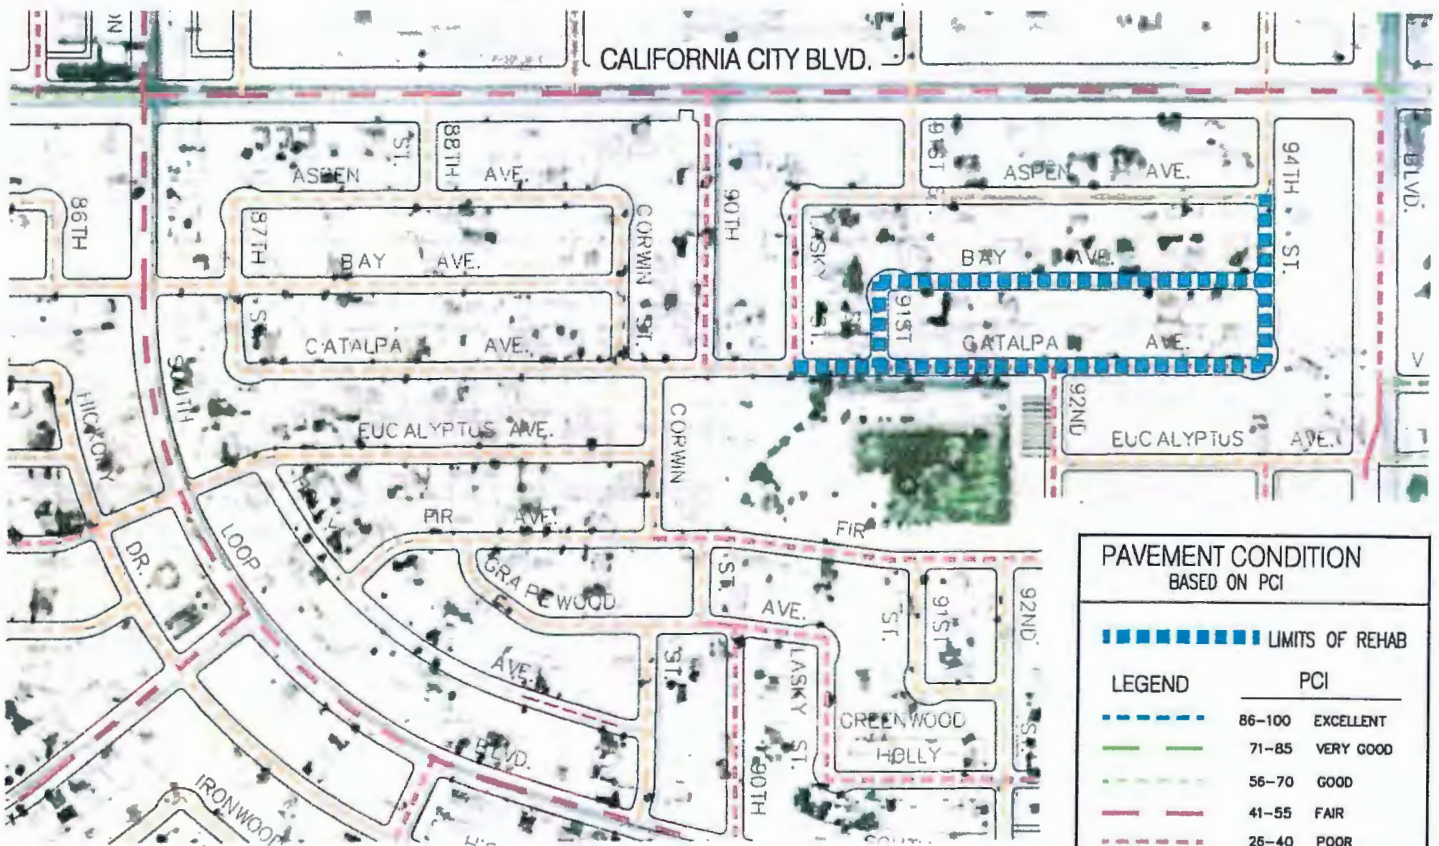 CALIFORNIA CITY BLVD.
ST.
88TH
AVE.
ASPEN
91ST
ASPEN AVE.
94TH ST.
BLVD.
86TH
87TH
CORWIN ST.
90TH
LASKY ST.
BAY AVE.
BAY AVE.
91ST
CATALPA AVE.
CATALPA AVE.
SOUTH
HICKORY
CORWIN
92ND
EUCALYPTUS AVE.
EUCALYPTUS AVE.
FIR AVE.
FIR
LOOP
DR.
GRAPEWOOD
ST.
AVE.
ST.
91ST
92ND
AVE.
ST.
LASKY ST.
GREENWOOD
HOLLY
BLVD.
90TH
IRONWOOD
PAVEMENT CONDITION
BASED ON PCI
LIMITS OF REHAB
LEGEND PCI
86-100 EXCELLENT
71-85 VERY GOOD
56-70 GOOD
41-55 FAIR
26-40 POOR